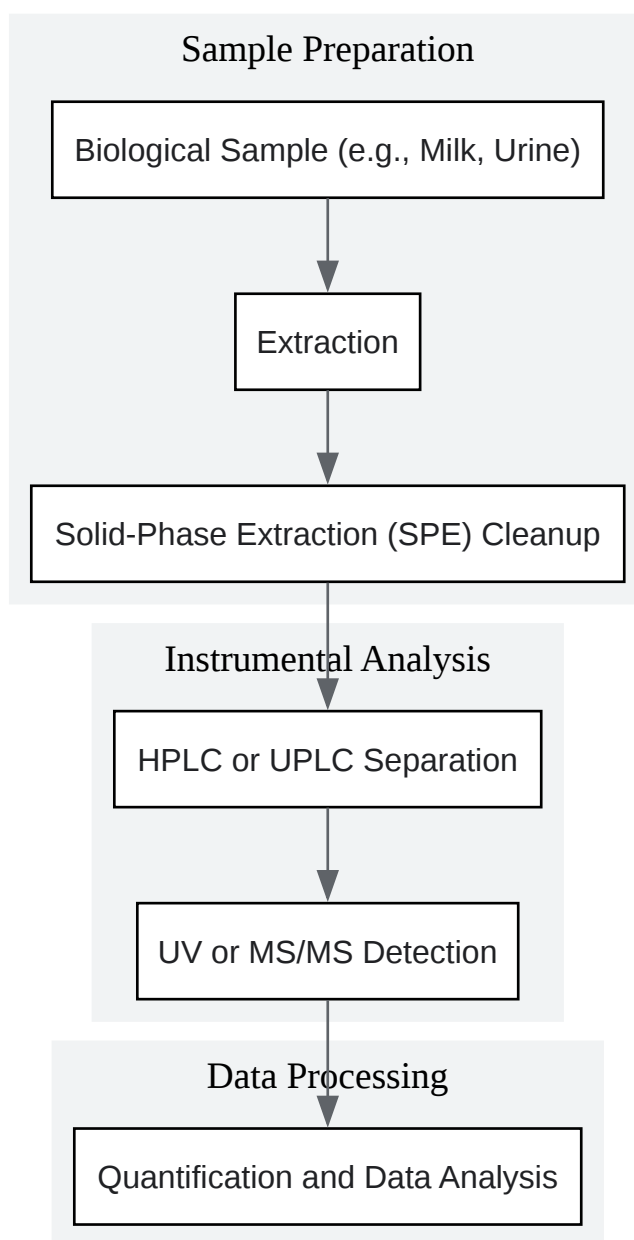 Sample Preparation
Biological Sample (e.g., Milk, Urine)
Extraction
Solid-Phase Extraction (SPE) Cleanup
Instrumental Analysis
HPLC or UPLC Separation
UV or MS/MS Detection
Data Processing
Quantification and Data Analysis